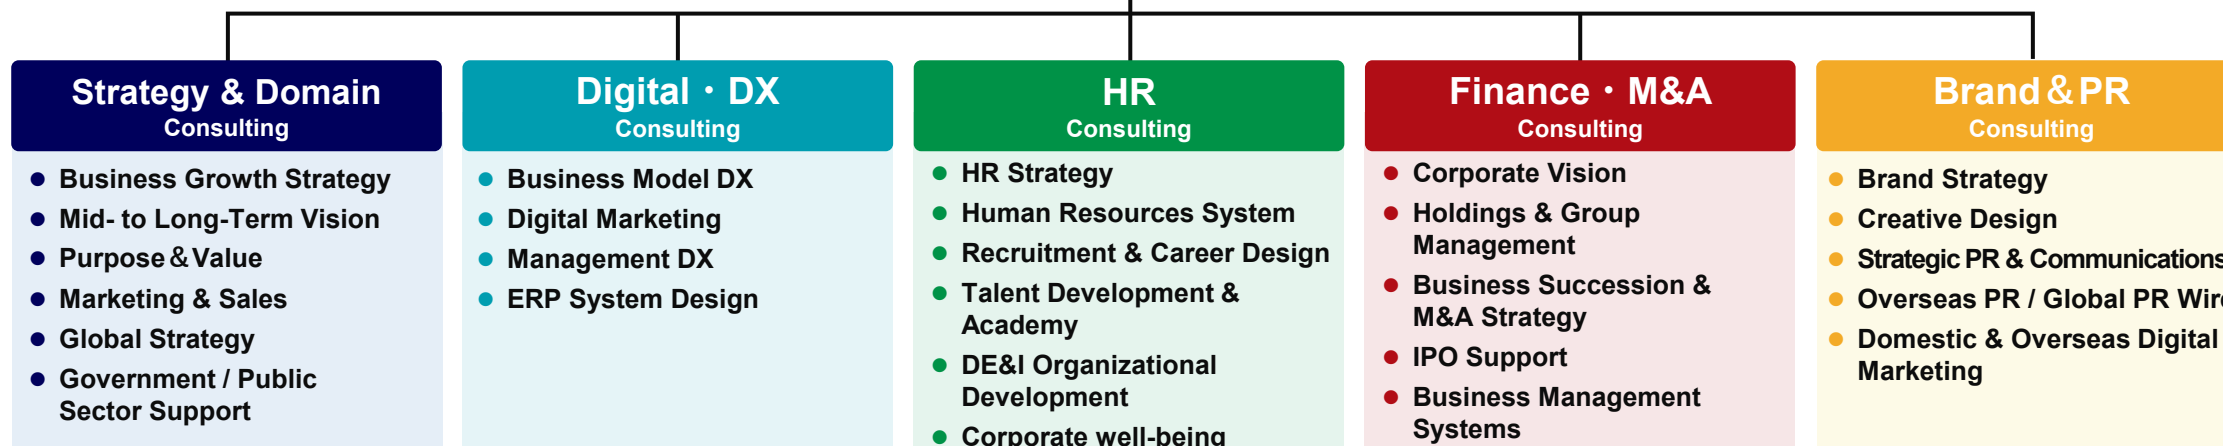 Strategy & Domain
Consulting
● Business Growth Strategy
● Mid- to Long-Term Vision
● Purpose＆Value
● Marketing & Sales
● Global Strategy
● Government / Public
Sector Support
Digital・DX
Consulting
● Business Model DX
● Digital Marketing
● Management DX
● ERP System Design
HR
Consulting
● HR Strategy
● Human Resources System
● Recruitment & Career Design
● Talent Development &
Academy
● DE&I Organizational
Development
● Corporate well-being
Finance・M&A
Consulting
● Corporate Vision
● Holdings & Group
Management
● Business Succession &
M&A Strategy
● IPO Support
● Business Management
Systems
Brand＆PR
Consulting
● Brand Strategy
● Creative Design
● Strategic PR & Communications
● Overseas PR / Global PR Wire
● Domestic & Overseas Digital
Marketing